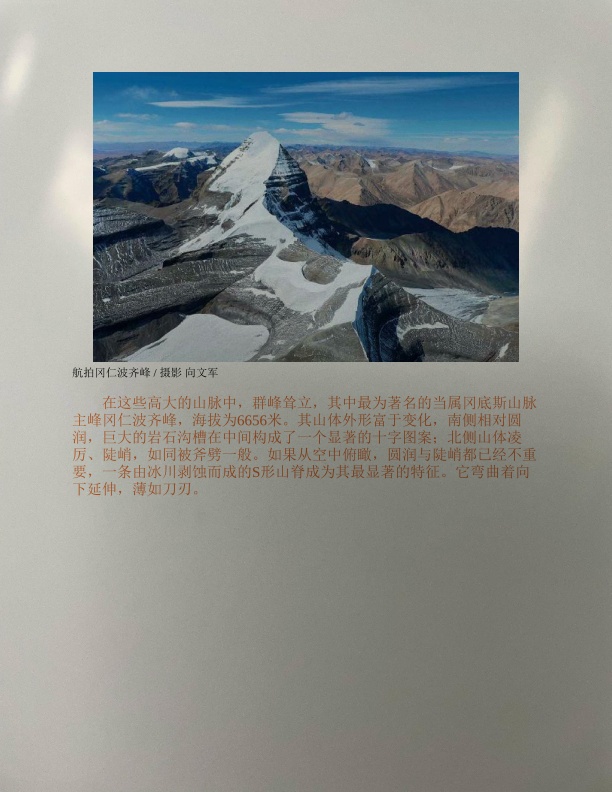 航拍冈仁波齐峰 / 摄影 向文军
在这些高大的山脉中，群峰耸立，其中最为著名的当属冈底斯山脉
主峰冈仁波齐峰，海拔为6656米。其山体外形富于变化，南侧相对圆
润，巨大的岩石沟槽在中间构成了一个显著的十字图案；北侧山体凌
厉、陡峭，如同被斧劈一般。如果从空中俯瞰，圆润与陡峭都已经不重
要，一条由冰川剥蚀而成的S形山脊成为其最显著的特征。它弯曲着向
下延伸，薄如刀刃。